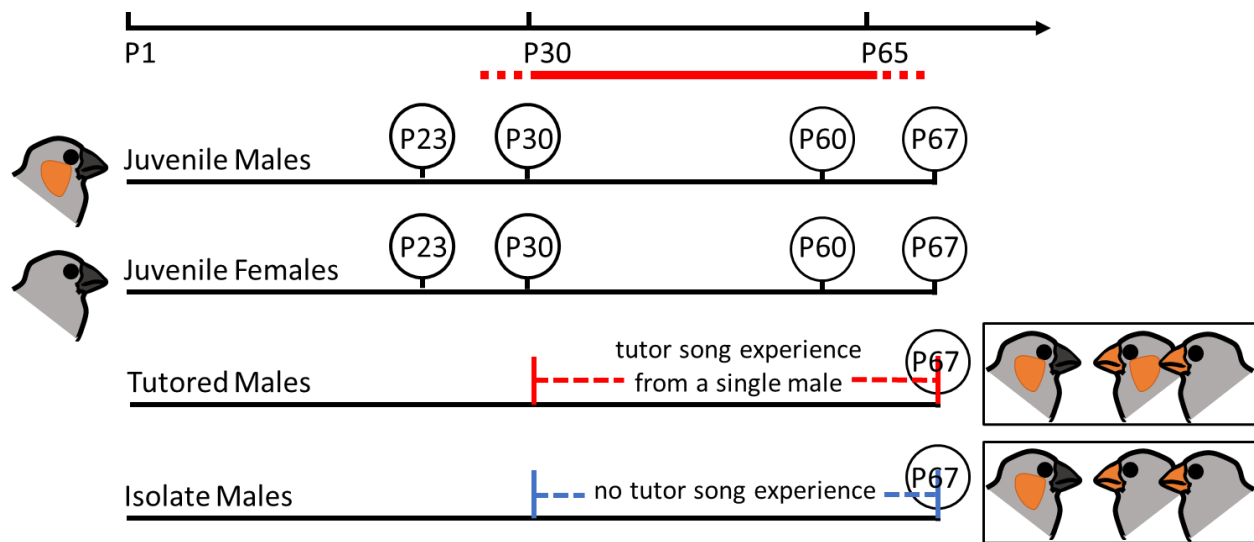 P1
P30
P65
P23
P30
P60
P67
Juvenile Males
P23
P30
P60
P67
Juvenile Females
tutor song experience
P67
from a single male
Tutored Males
P67
no tutor song experience
Isolate Males